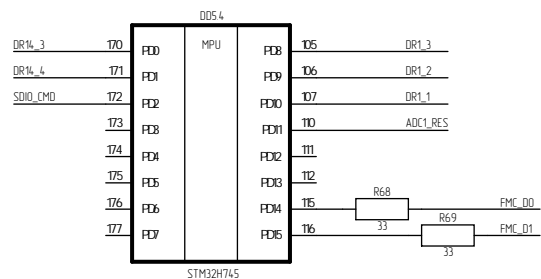 DD5.4
DR14_3 170 PD0 MPU PD8 105 DR1_3
DR14_4 171 PD1 PD9 106 DR1_2
SDIO_CMD 172 PD2 PD10 107 DR1_1
173 PD3 PD11 110 ADC1_RES
174 PD4 PD12 111
175 PD5 PD13 112
R68
176 PD6 PD14 115 33 FMC_D0
R69
177 PD7 PD15 116 33 FMC_D1
STM32H745